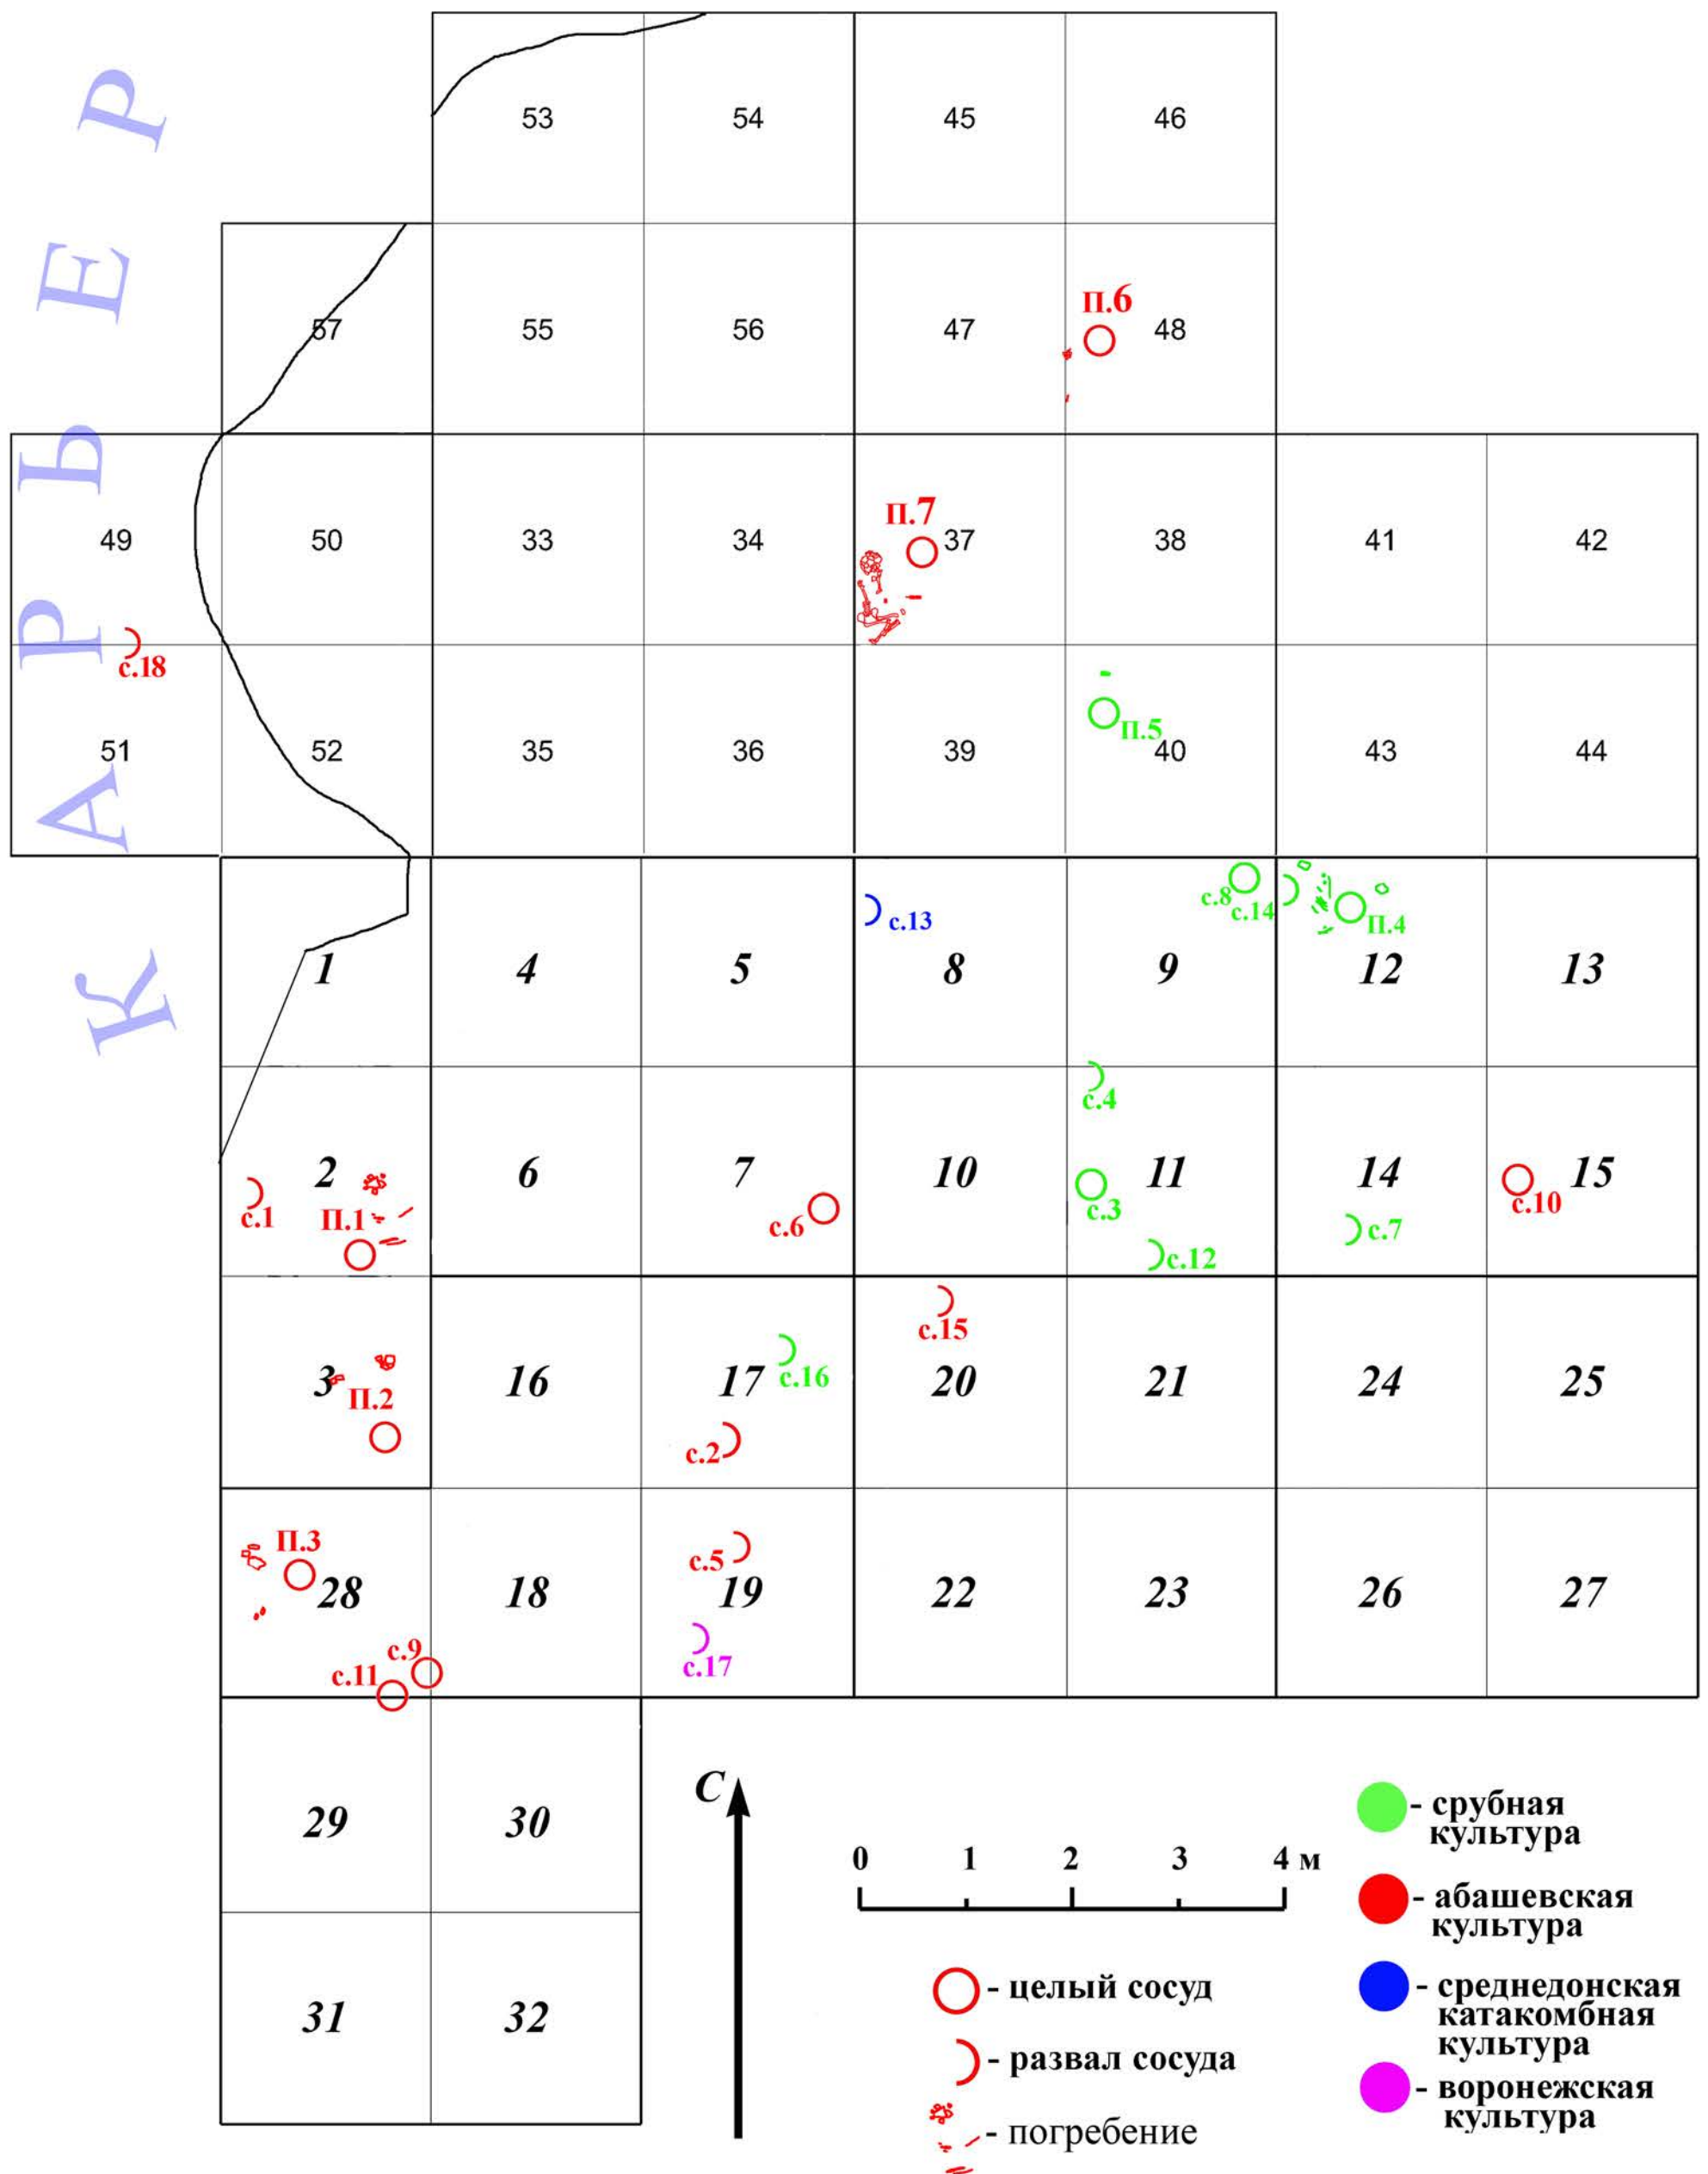 КАРЬЕР
53 54 45 46
П.6
57 55 56 47 48
П.7
49 50 33 34 37 38 41 42
с.18
П.5
51 52 35 36 39 40 43 44
с.8
с.14
П.4
с.13
1 4 5 8 9 12 13
с.4
2 6 7 10 11 14 15
с.1 П.1 с.6 с.3 с.10
с.12 с.7
с.15
3 16 17 с.16 20 21 24 25
П.2
с.2
П.3
с.5
28 18 19 22 23 26 27
с.9
с.11
с.17
29 30
31 32
С
0 1 2 3 4 м
- целый сосуд
- развал сосуда
- погребение
- срубная
культура
- абашевская
культура
- среднедонская
катакомбная
культура
- воронежская
культура